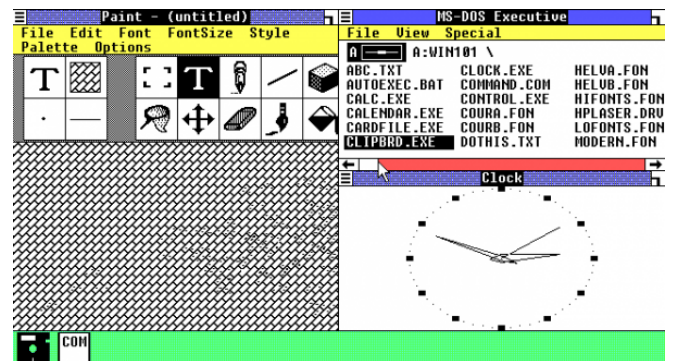 Paint - (untitled)
File Edit Font FontSize Style
Palette Options
T
T
MS-DOS Executive
File View Special
A A:WIN101 \
ABC.TXT CLOCK.EXE HELVA.FON
AUTOEXEC.BAT COMMAND.COM HELVB.FON
CALC.EXE CONTROL.EXE HIFONTS.FON
CALENDAR.EXE COURA.FON HPLASER.DRV
CARDFILE.EXE COURB.FON LOFONTS.FON
CLIPBRD.EXE DOTHIS.TXT MODERN.FON
Clock
COM